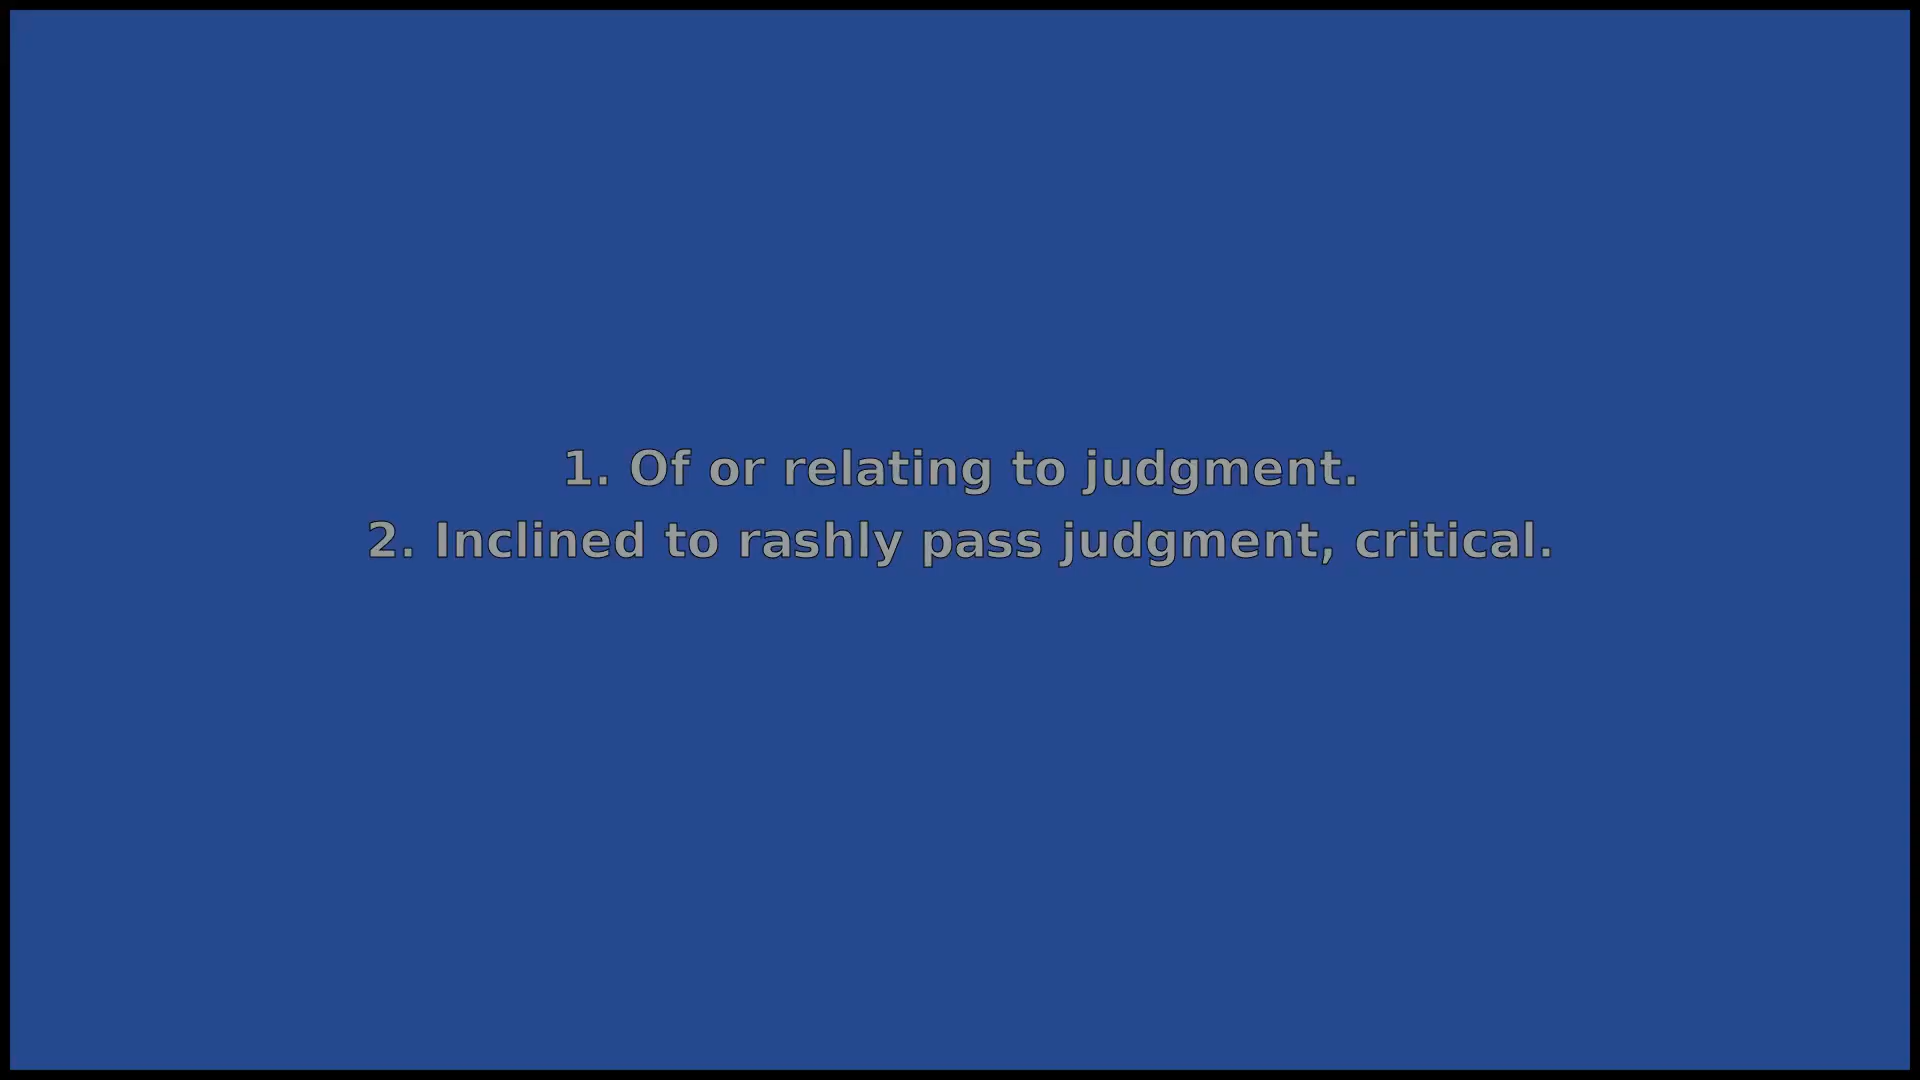 1. Of or relating to judgment.
2. Inclined to rashly pass judgment, critical.